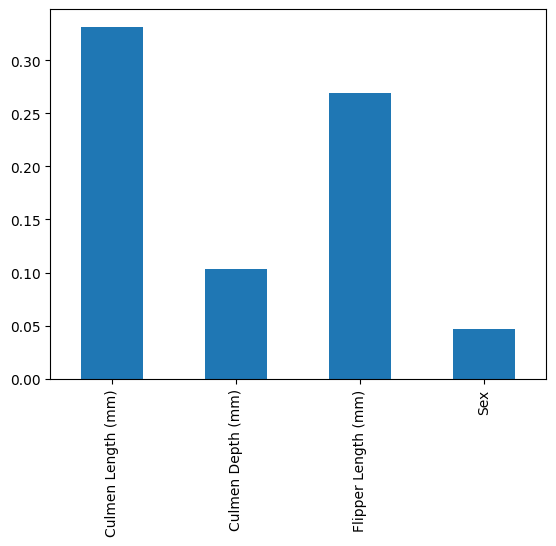 0.30
0.25
0.20
0.15
0.10
0.05
0.00
Culmen Length (mm)
Culmen Depth (mm)
Flipper Length (mm)
Sex